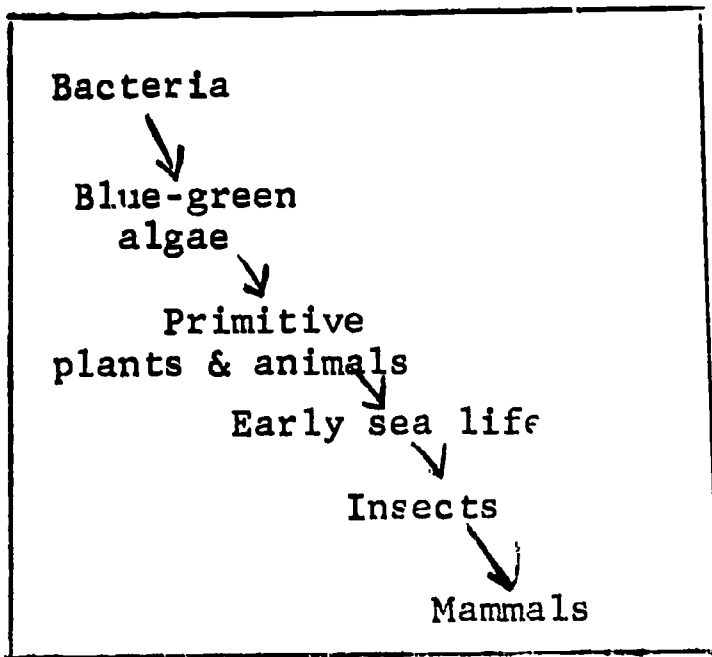 Bacteria
Blue-green
algae
Primitive
plants & animals
Early sea life
Insects
Mammals